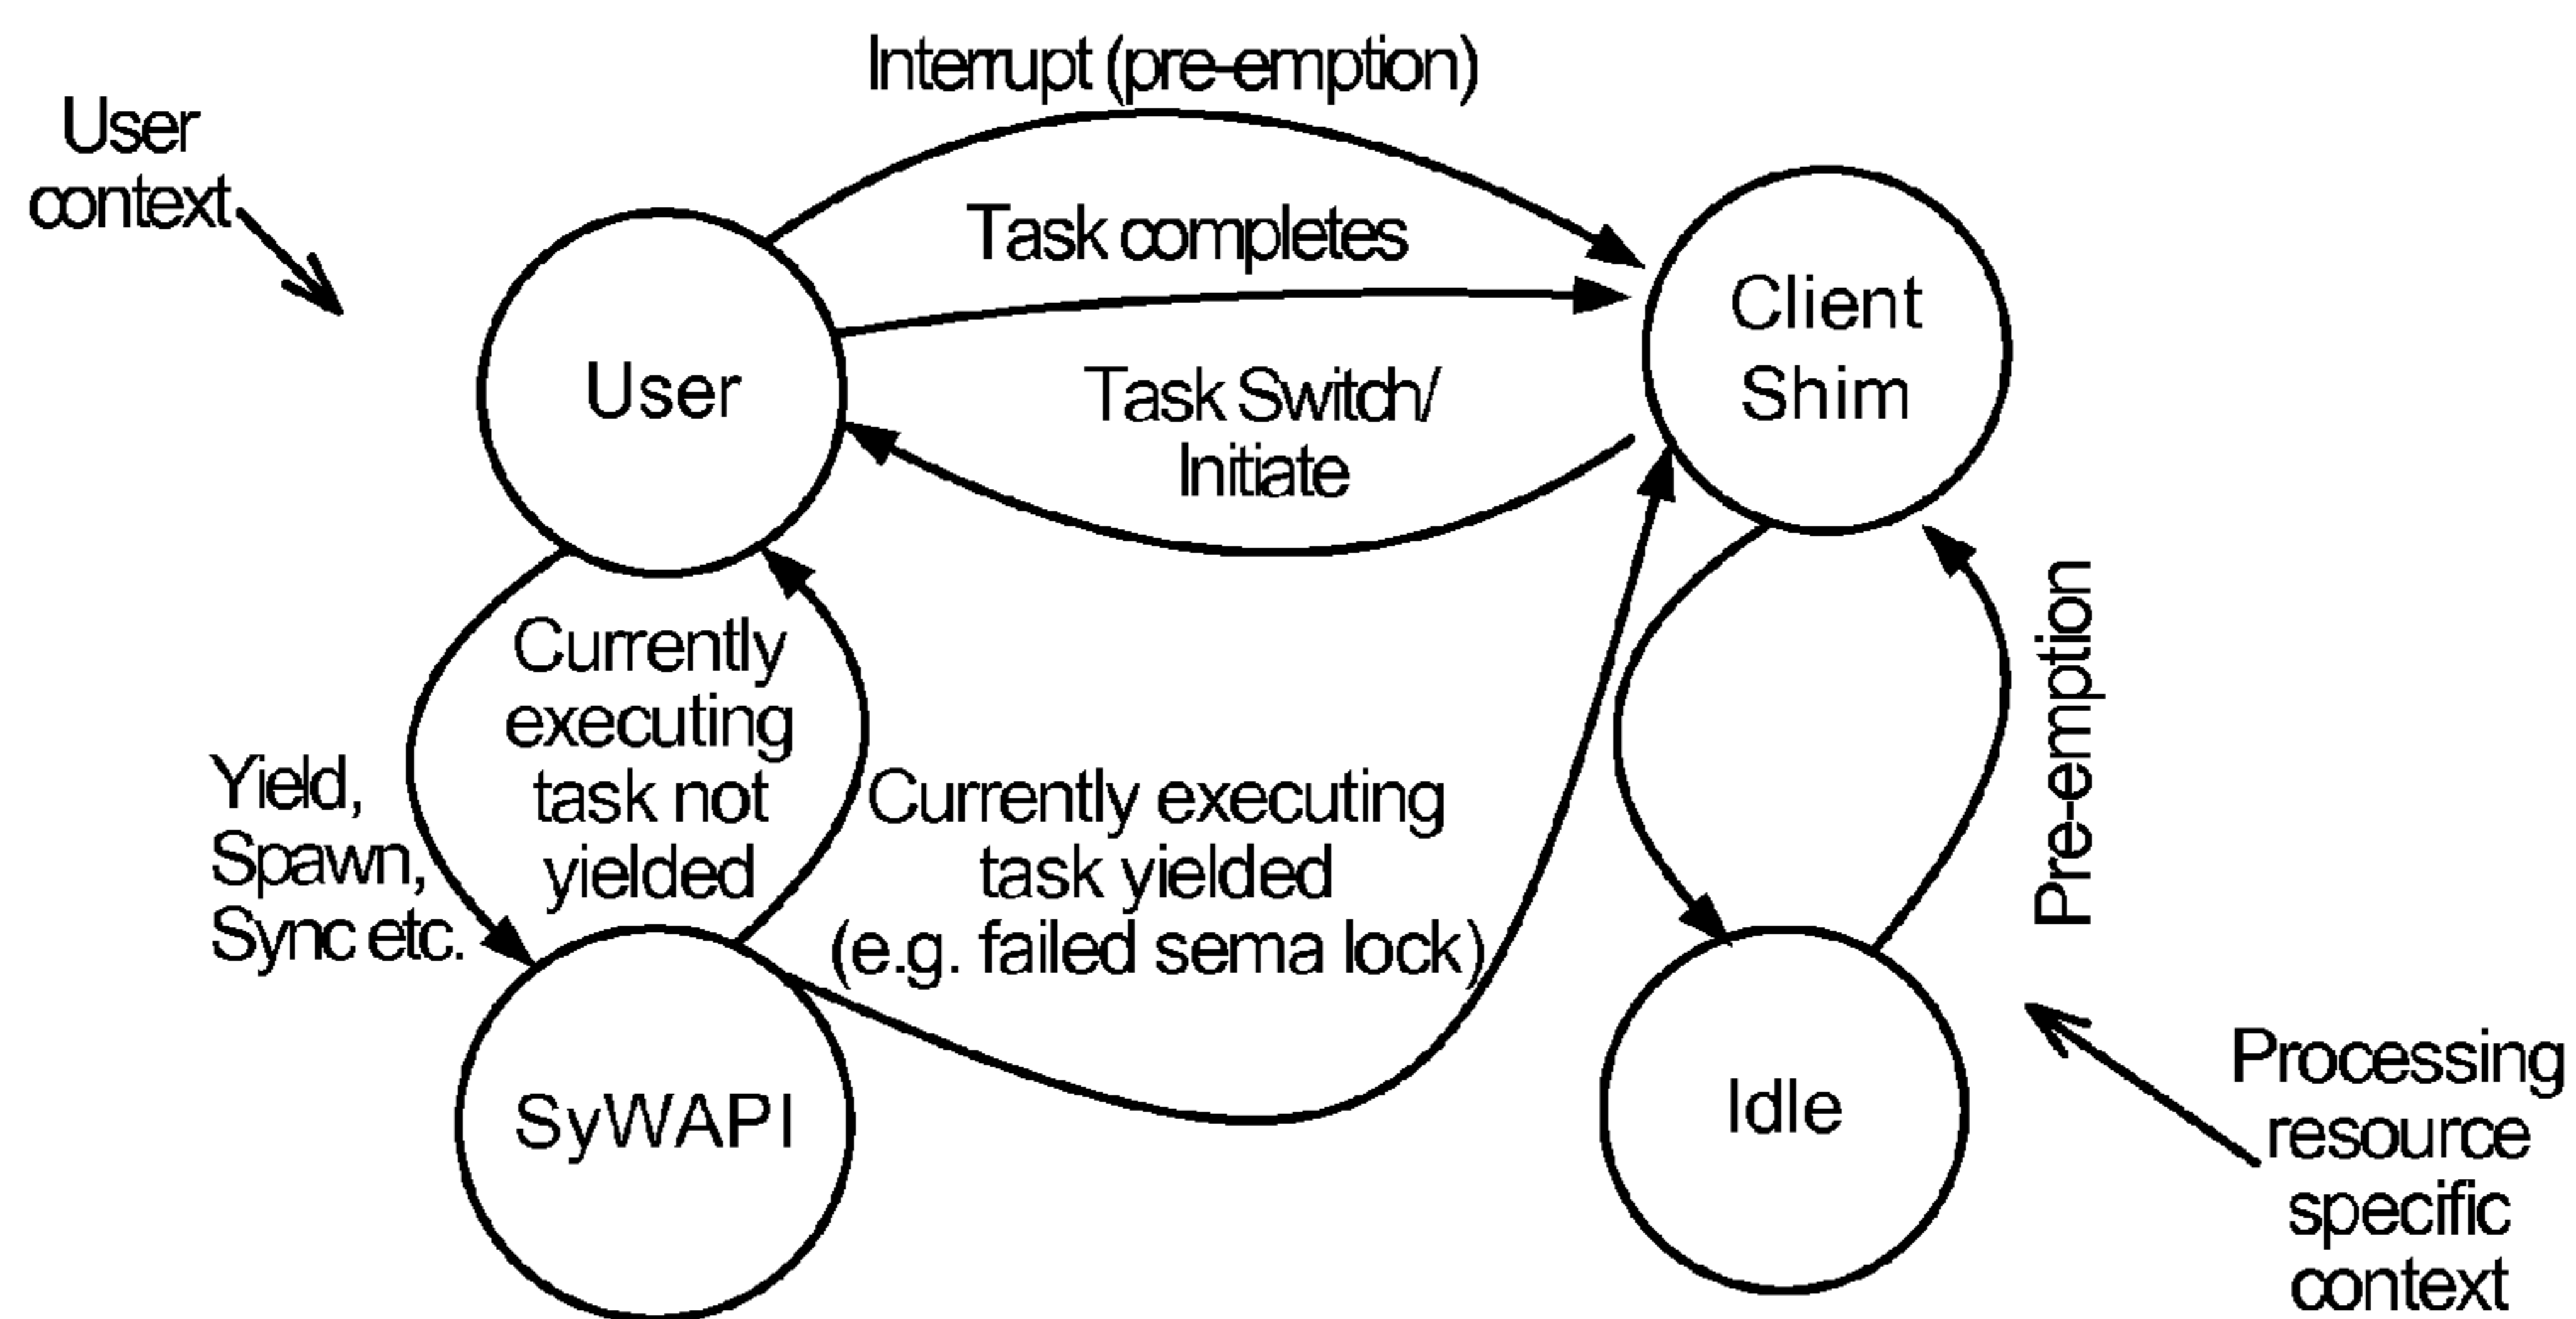 Interrupt (pre-emption)
User
context
Task completes
Client
Shim
User
Task Switch/
Initiate
Currently
executing
task not
yielded
Yield,
Spawn,
Sync etc.
Currently executing
task yielded
(e.g. failed sema lock)
Pre-emption
SyWAPI
Idle
Processing
resource
specific
context